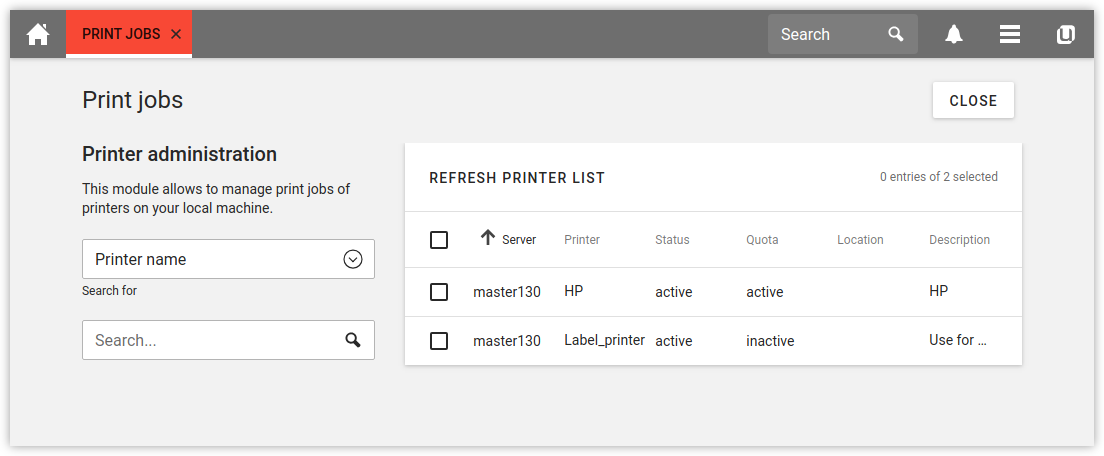 PRINT JOBS
Search
Print jobs
CLOSE
Printer administration
This module allows to manage print jobs of
printers on your local machine.
Printer name
Search for
Search...
REFRESH PRINTER LIST
0 entries of 2 selected
Server Printer Status Quota Location Description
master130 HP active active HP
master130 Label_printer active inactive Use for ...